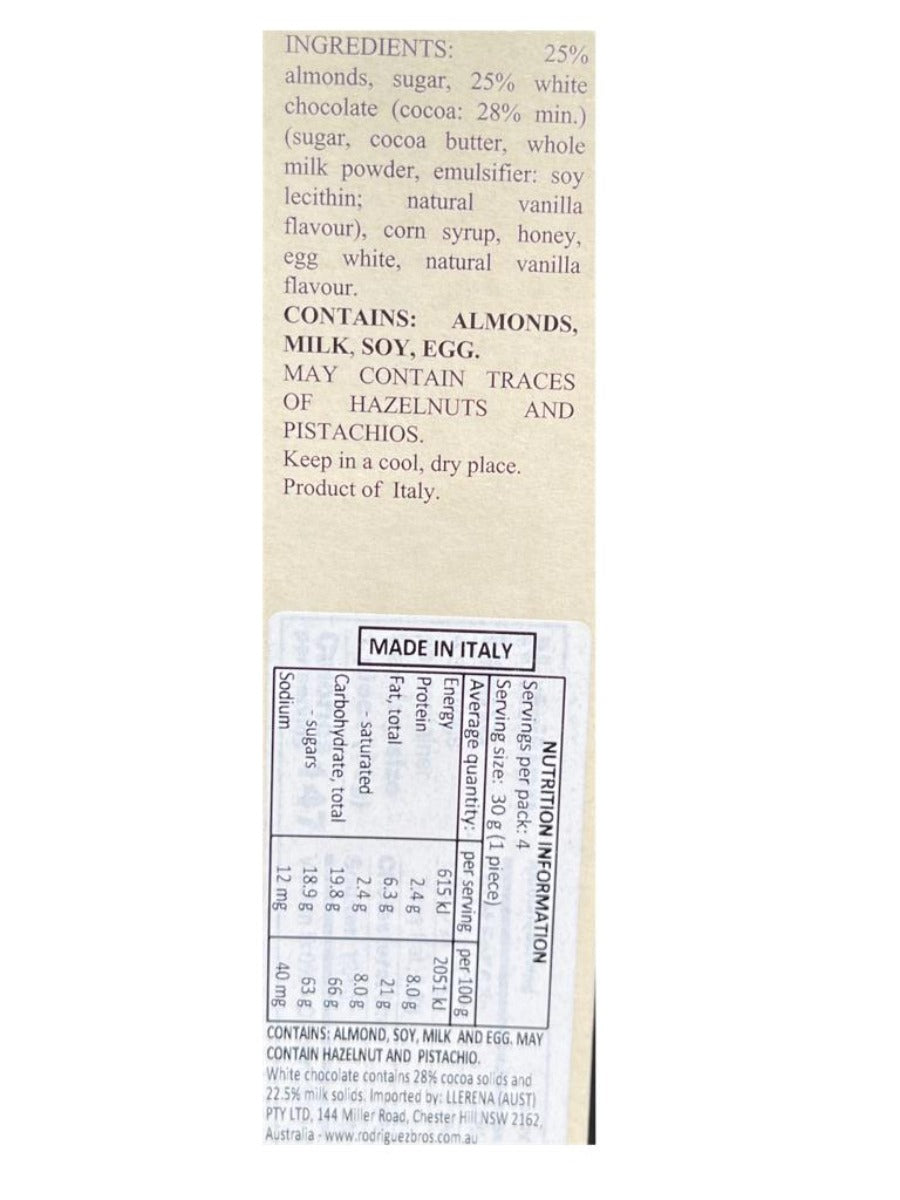 INGREDIENTS: 25%
almonds, sugar, 25% white
chocolate (cocoa: 28% min.)
(sugar, cocoa butter, whole
milk powder, emulsifier: soy
lecithin; natural vanilla
flavour), corn syrup, honey,
egg white, natural vanilla
flavour.
CONTAINS: ALMONDS,
MILK, SOY, EGG.
MAY CONTAIN TRACES
OF HAZELNUTS AND
PISTACHIOS.
Keep in a cool, dry place.
Product of Italy.
MADE IN ITALY
NUTRITION INFORMATION
Servings per pack: 4
Serving size: 30 g (1 piece)
Average quantity: per serving per 100 g
Energy 615 kJ 2051 kJ
Protein 2.4 g 8.0 g
Fat, total 6.3 g 21 g
- saturated 2.4 g 8.0 g
Carbohydrate, total 19.8 g 66 g
- sugars 18.9 g 63 g
Sodium 12 mg 40 mg
CONTAINS: ALMOND, SOY, MILK AND EGG. MAY
CONTAIN HAZELNUT AND PISTACHIO.
White chocolate contains 28% cocoa solids and
22.5% milk solids. Imported by: LLERENA (AUST)
PTY LTD, 144 Miller Road, Chester Hill NSW 2162,
Australia - www.rodriguezbros.com.au